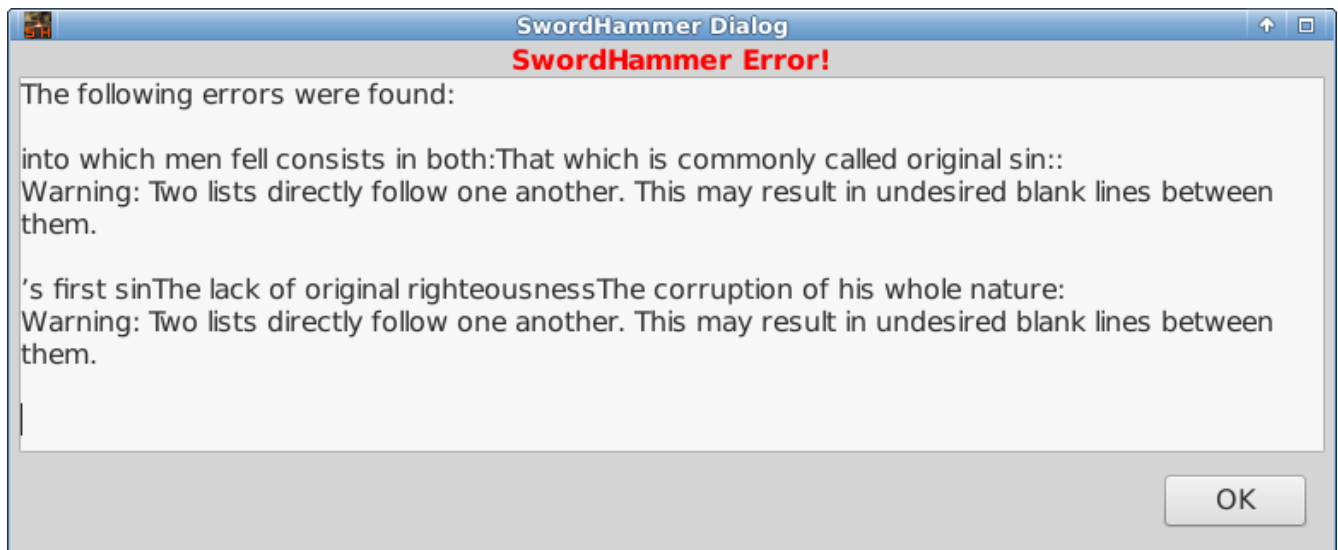 SwordHammer Dialog
SwordHammer Error!
The following errors were found:
into which men fell consists in both:That which is commonly called original sin::
Warning: Two lists directly follow one another. This may result in undesired blank lines between
them.
’s first sinThe lack of original righteousnessThe corruption of his whole nature:
Warning: Two lists directly follow one another. This may result in undesired blank lines between
them.
OK